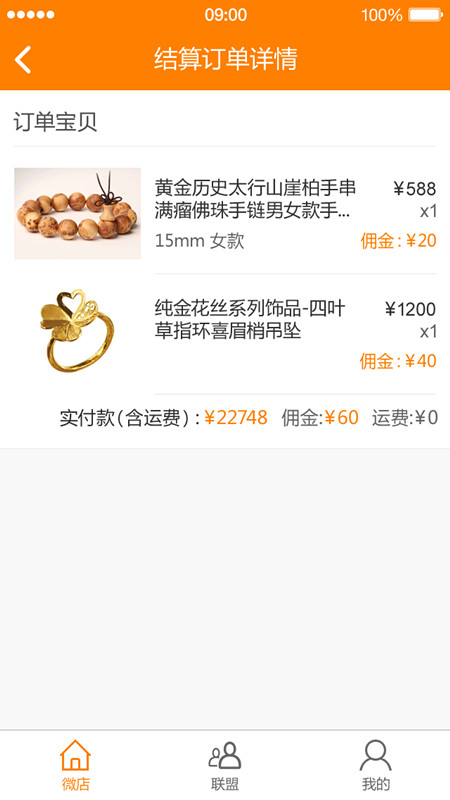 09:00 100%
结算订单详情
订单宝贝
黄金历史太行山崖柏手串 ¥588
满瘤佛珠手链男女款手... x1
15mm 女款 佣金：¥20
纯金花丝系列饰品-四叶 ¥1200
草指环喜眉梢吊坠 x1
佣金：¥40
实付款（含运费）：¥22748 佣金:¥60 运费:¥0
微店 联盟 我的